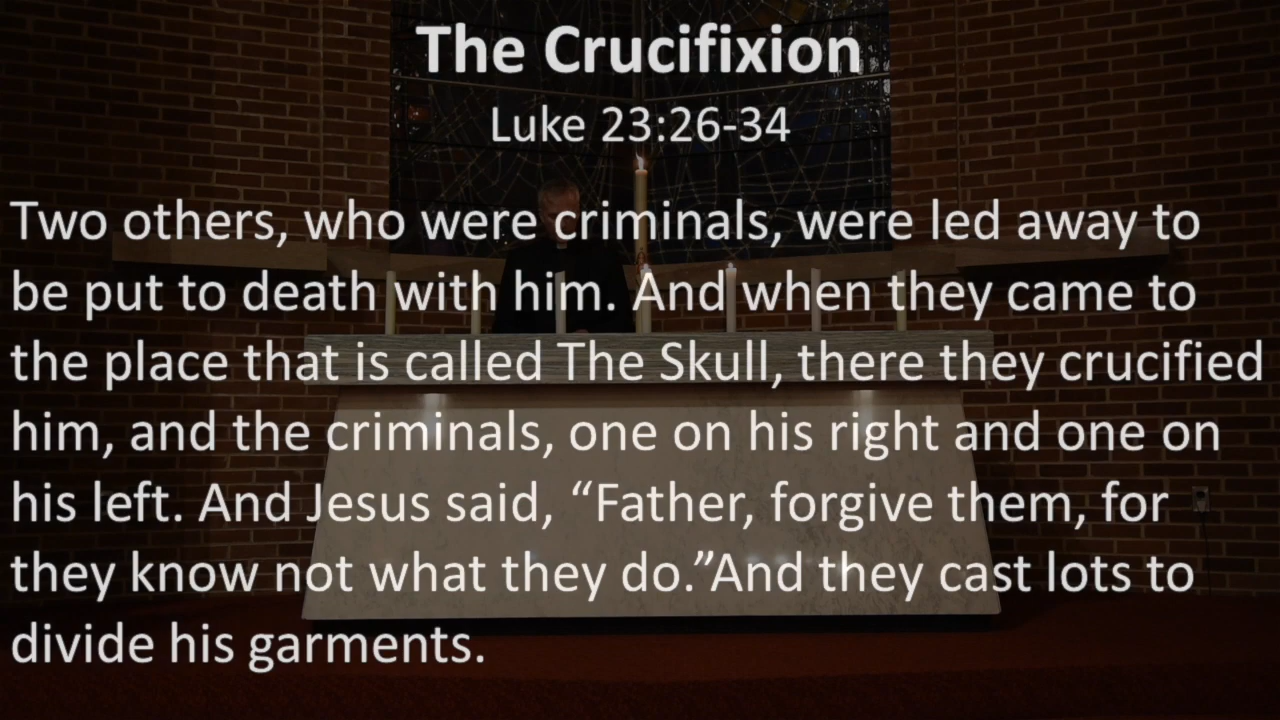 The Crucifixion
Luke 23:26-34
Two others, who were criminals, were led away to
be put to death with him. And when they came to
the place that is called The Skull, there they crucified
him, and the criminals, one on his right and one on
his left. And Jesus said, “Father, forgive them, for
they know not what they do.”And they cast lots to
divide his garments.